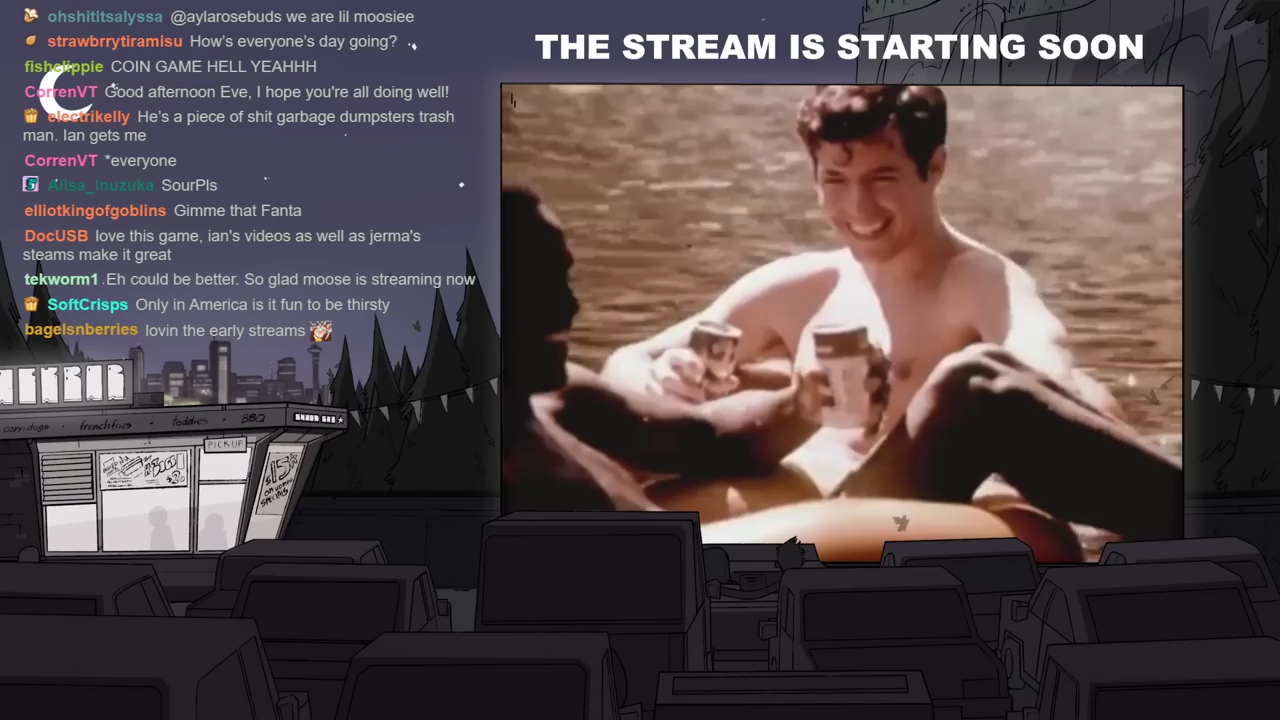 THE STREAM IS STARTING SOON
ohshititsalyssa @aylarosebuds we are lil moosiee
strawbrrytiramisu How's everyone's day going?
fishclippie COIN GAME HELL YEAHHH
CorrenVT Good afternoon Eve, I hope you're all doing well!
electrikelly He's a piece of shit garbage dumpsters trash
man. Ian gets me
CorrenVT *everyone
Alisa_inuzuka SourPls
elliotkingofgoblins Gimme that Fanta
DocUSB love this game, ian's videos as well as jerma's
steams make it great
tekworm1 Eh could be better. So glad moose is streaming now
SoftCrisps Only in America is it fun to be thirsty
bagelsnberries lovin the early streams
corndogs · frenchfries · toddies · BBQ
PICKUP